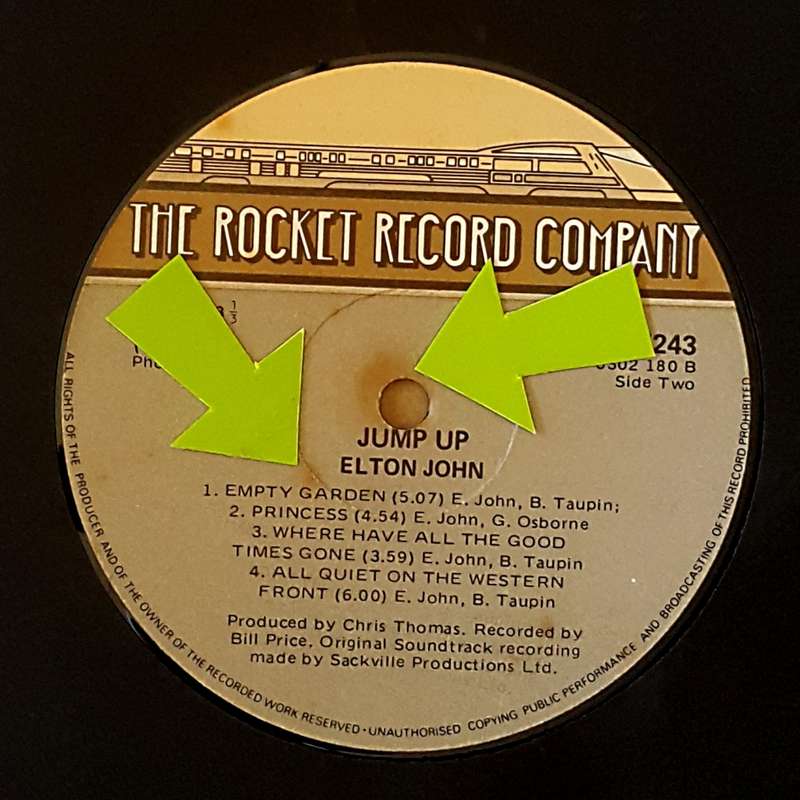 THE ROCKET RECORD COMPANY
1/3
243
6302 180 B
Side Two
JUMP UP
ELTON JOHN
1. EMPTY GARDEN (5.07) E. John, B. Taupin;
2. PRINCESS (4.54) E. John, G. Osborne
3. WHERE HAVE ALL THE GOOD
TIMES GONE (3.59) E. John, B. Taupin
4. ALL QUIET ON THE WESTERN
FRONT (6.00) E. John, B. Taupin
Produced by Chris Thomas. Recorded by
Bill Price. Original Soundtrack recording
made by Sackville Productions Ltd.
ALL RIGHTS OF THE PRODUCER AND OF THE OWNER OF THE RECORDED WORK RESERVED · UNAUTHORISED COPYING PUBLIC PERFORMANCE AND BROADCASTING OF THIS RECORD PROHIBITED